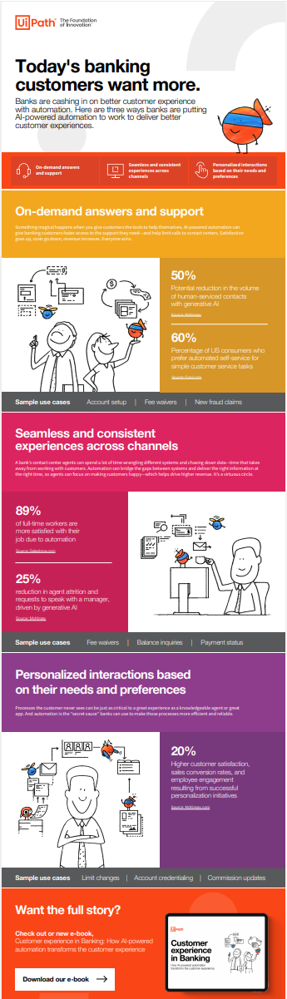 UiPath™ The Foundation
of Innovation™
Today's banking
customers want more.
Banks are cashing in on better customer experience
with automation. Here are three ways banks are putting
AI-powered automation to work to deliver better
customer experiences.
On-demand answers
and support
Seamless and consistent
experiences across
channels
Personalized interactions
based on their needs and
preferences
On-demand answers and support
Something magical happens when you give customers the tools to help themselves. AI-powered automation can
give banking customers faster access to the support they need—and help limit calls to contact centers. Satisfaction
goes up, costs go down, revenue increases. Everyone wins.
50%
Potential reduction in the volume
of human-serviced contacts
with generative AI
Source: McKinsey
60%
Percentage of US consumers who
prefer automated self-service for
simple customer service tasks
Sample use cases Account setup | Fee waivers | New fraud claims
Seamless and consistent
experiences across channels
A bank's contact center agents can spend a lot of time wrangling different systems and chasing down data—time that takes
away from working with customers. Automation can bridge the gaps between systems and deliver the right information at
the right time, so agents can focus on making customers happy—which helps drive higher revenue. It's a virtuous circle.
89%
of full-time workers are
more satisfied with their
job due to automation
Source: Salesforce.com
25%
reduction in agent attrition and
requests to speak with a manager,
driven by generative AI
Source: McKinsey
Sample use cases Fee waivers | Balance inquiries | Payment status
Personalized interactions based
on their needs and preferences
Processes the customer never sees can be just as critical to a great experience as a knowledgeable agent or great
app. And automation is the "secret sauce" banks can use to make those processes more efficient and reliable.
20%
Higher customer satisfaction,
sales conversion rates, and
employee engagement
resulting from successful
personalization initiatives
Source: McKinsey.com
Sample use cases Limit changes | Account credentialing | Commission updates
Want the full story?
Check out or new e-book,
Customer experience in Banking: How AI-powered
automation transforms the customer experience
Download our e-book
UiPath
Customer
experience
in Banking
How AI-powered automation
transforms the customer experience